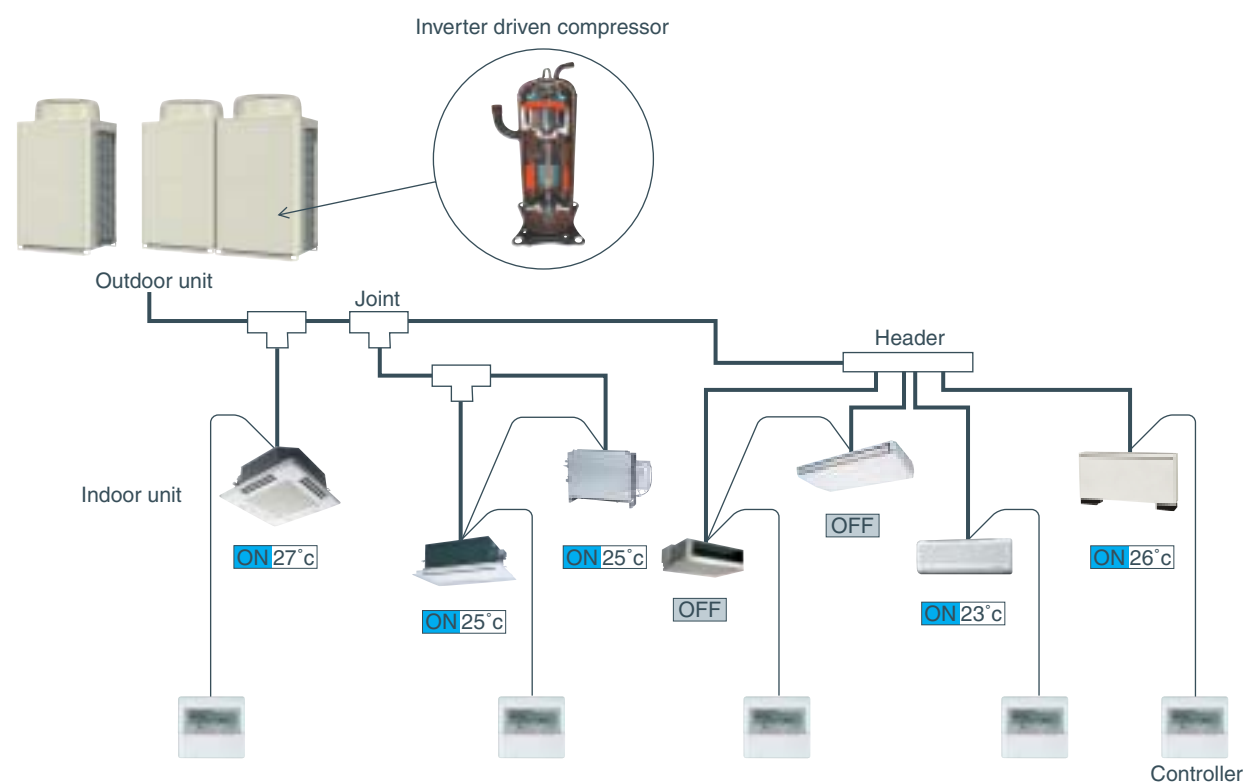 Inverter driven compressor
Outdoor unit
Joint
Header
Indoor unit
OFF
ON 27˚c
ON 25˚c
ON 26˚c
OFF
ON 25˚c
ON 23˚c
Controller